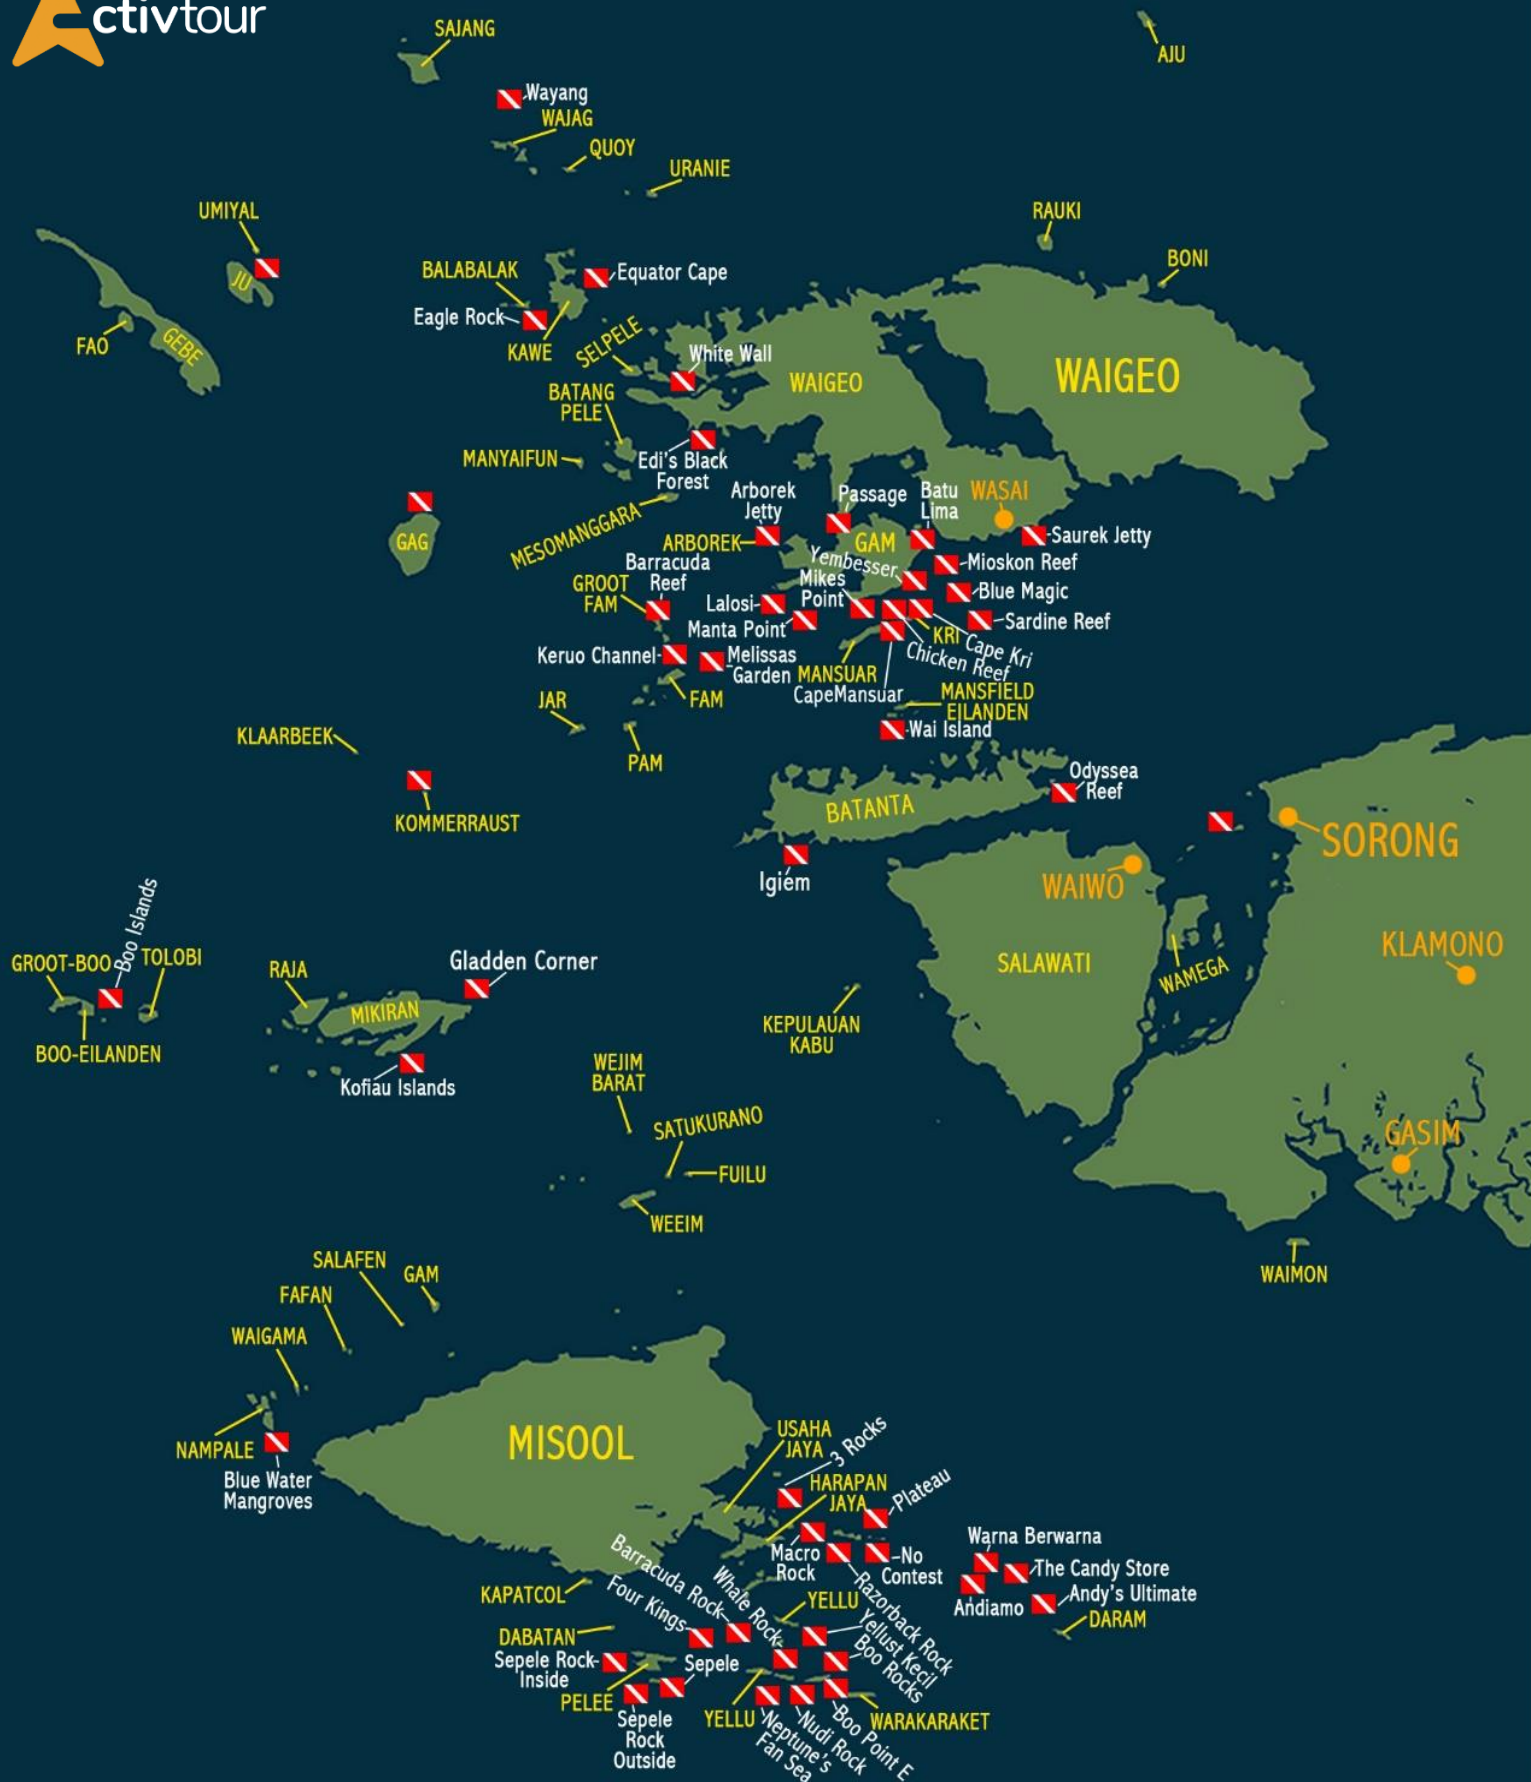 ctivtour
SAJANG
AJU
Wayang
WAJAG
QUOY
URANIE
UMIYAL
RAUKI
BONI
JU
BALABALAK
Equator Cape
Eagle Rock
FAO
GEBE
KAWE
SELPELE
White Wall
WAIGEO
WAIGEO
BATANG
PELE
MANYAIFUN
Edi's Black
Forest
MESOMANGGARA
Arborek
Jetty
Passage
Batu
Lima
WASAI
GAG
ARBOREK
GAM
Saurek Jetty
Yembesser
Mioskon Reef
Barracuda
Reef
GROOT
FAM
Mikes
Point
Blue Magic
Lalosi
Manta Point
Sardine Reef
KRI
Cape Kri
Chicken Reef
Keruo Channel
Melissas
Garden
MANSUAR
CapeMansuar
FAM
JAR
PAM
MANSFIELD
EILANDEN
Wai Island
KLAARBEEK
KOMMERRAUST
BATANTA
Odyssea
Reef
SORONG
Igiem
WAIWO
SALAWATI
WAMEGA
KLAMONO
Boo Islands
GROOT-BOO
TOLOBI
BOO-EILANDEN
RAJA
Gladden Corner
MIKIRAN
Kofiau Islands
KEPULAUAN
KABU
WEJIM
BARAT
SATUKURANO
FUILU
WEEIM
GASIM
WAIMON
SALAFEN
GAM
FAFAN
WAIGAMA
NAMPALE
Blue Water
Mangroves
MISOOL
USAHA
JAYA
3 Rocks
HARAPAN
JAYA
Plateau
Macro
Rock
No
Contest
Razorback Rock
Warna Berwarna
The Candy Store
Andiamo
Andy's Ultimate
DARAM
KAPATCOL
Barracuda Rock
Four Kings
Whale Rock
YELLU
Yellust Kecil
Boo Rocks
DABATAN
Sepele Rock
Inside
PELEE
Sepele
Sepele
Rock
Outside
YELLU
Neptune's
Fan Sea
Nudi Rock
Boo Point E
WARAKARAKET